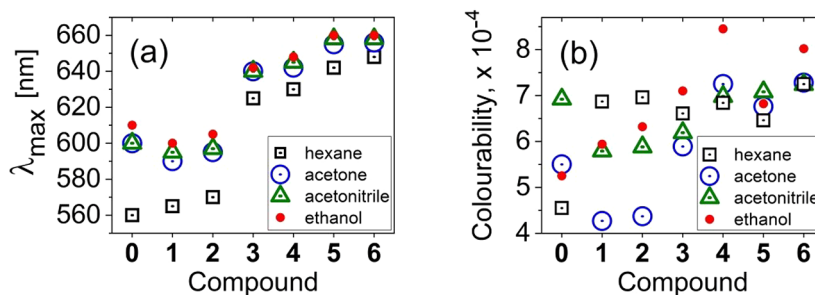 (a)
λmax [nm]
660
640
620
600
580
560
hexane
acetone
acetonitrile
ethanol
0 1 2 3 4 5 6
Compound
(b)
Colourability, x 10⁻⁴
8
7
6
5
4
hexane
acetone
acetonitrile
ethanol
0 1 2 3 4 5 6
Compound